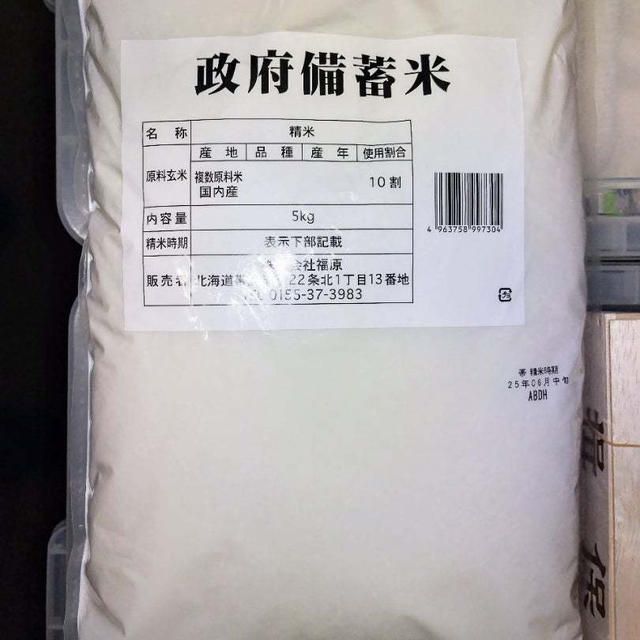 政府備蓄米
名 称 精米
産 地 品 種 産 年 使用割合
原料玄米 複数原料米 10割
国内産
内容量 5kg
精米時期 表示下部記載
会社福原
販売者 北海道 22条北1丁目13番地
0155-37-3983
4 963758 997304
精米時期
25年06月中旬
ABDH
保